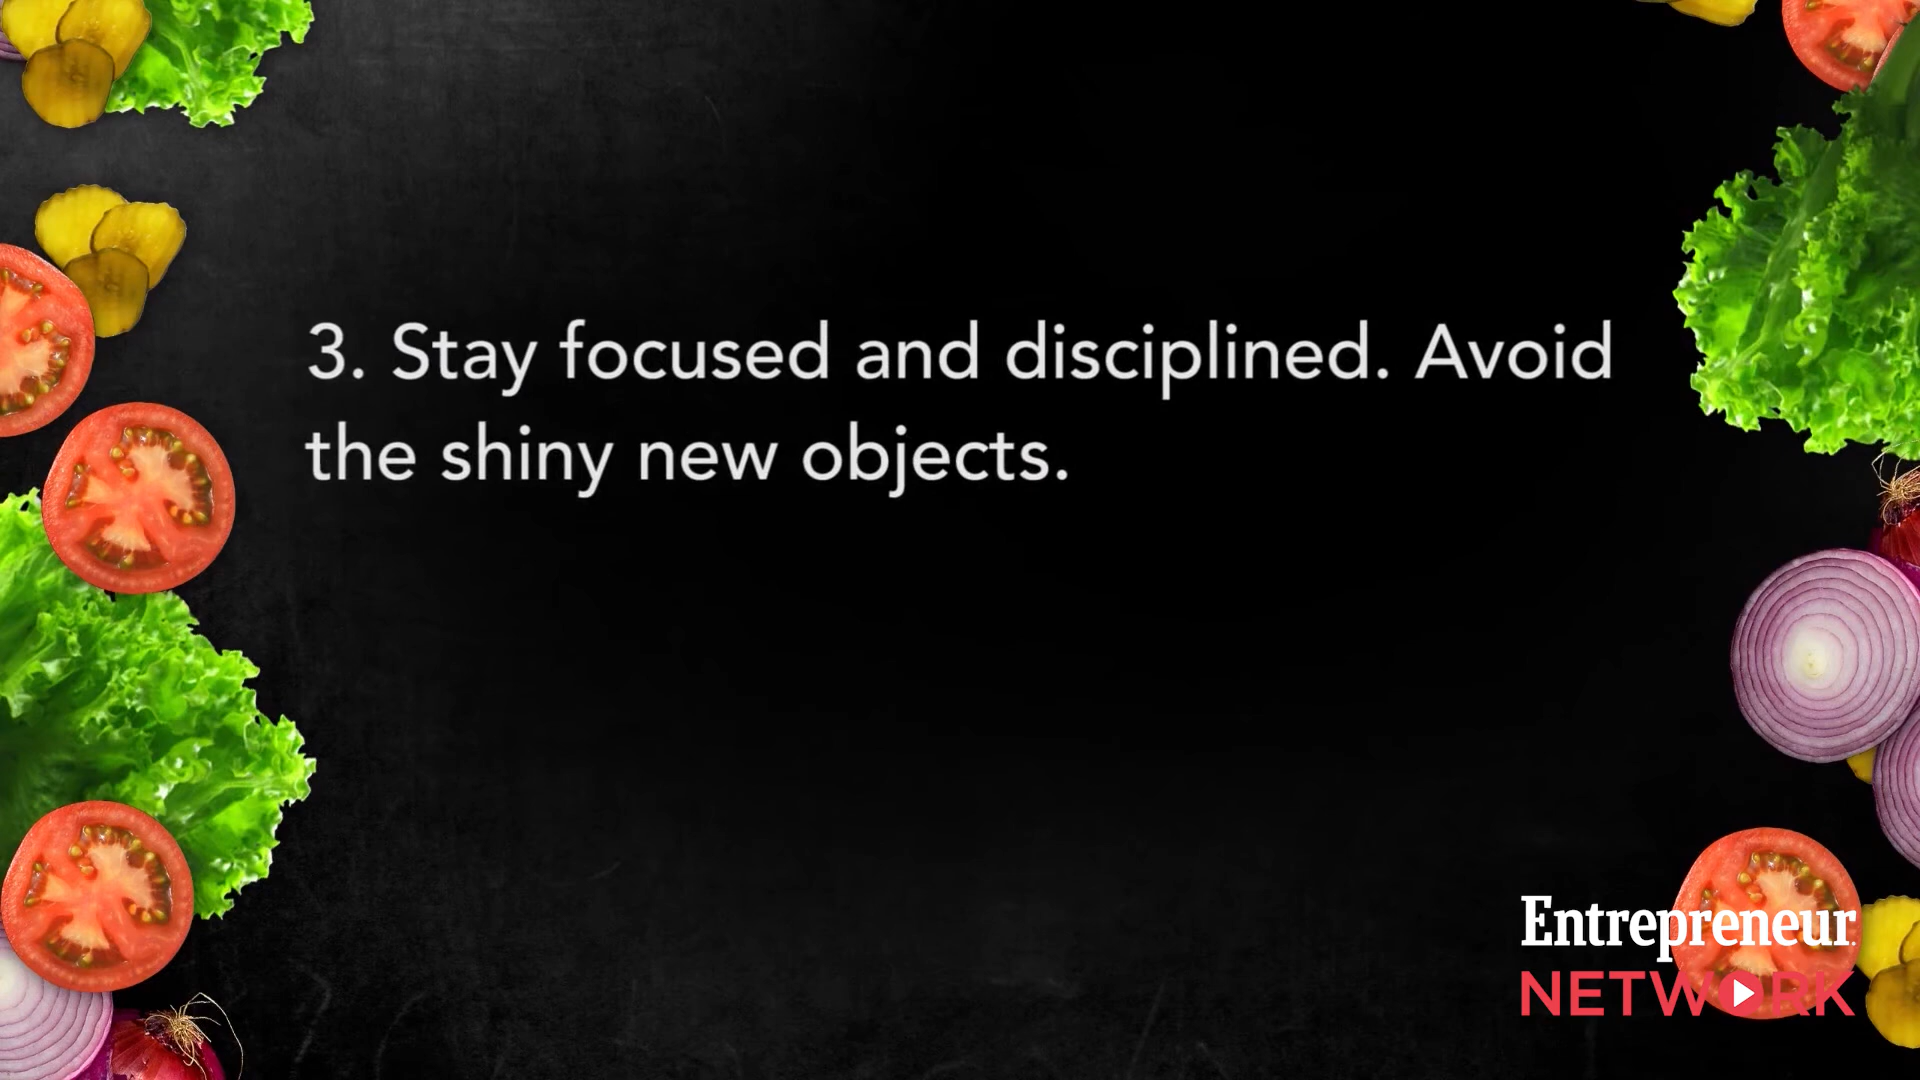 3. Stay focused and disciplined. Avoid
the shiny new objects.
Entrepreneur
NETWORK